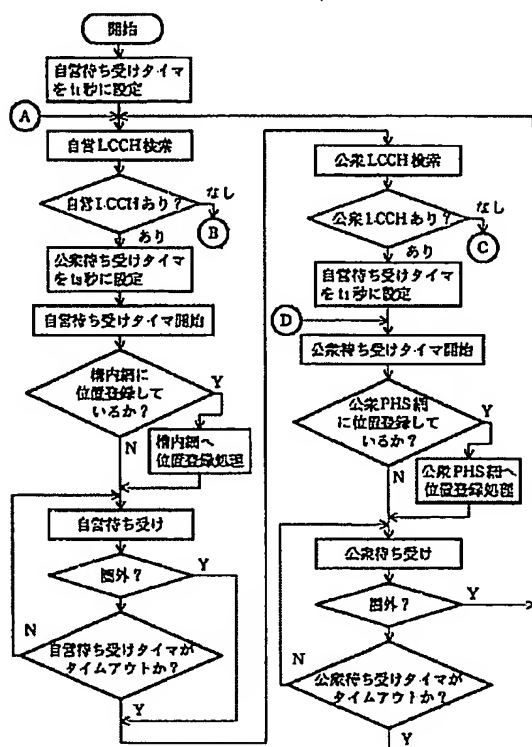 開始
自営待ち受けタイマ
をt₁秒に設定
A
自営LCCH検索
自営LCCHあり?
なし
B
あり
公衆待ち受けタイマ
をt₃秒に設定
自営待ち受けタイマ開始
構内網に
位置登録して
いるか?
Y
N
構内網へ
位置登録処理
自営待ち受け
圏外?
Y
N
自営待ち受けタイマが
タイムアウトか?
Y
公衆LCCH検索
公衆LCCHあり?
なし
C
あり
自営待ち受けタイマ
をt₁秒に設定
D
公衆待ち受けタイマ開始
公衆PHS網
に位置登録して
いるか?
Y
N
公衆PHS網へ
位置登録処理
公衆待ち受け
圏外?
Y
N
公衆待ち受けタイマが
タイムアウトか?
Y